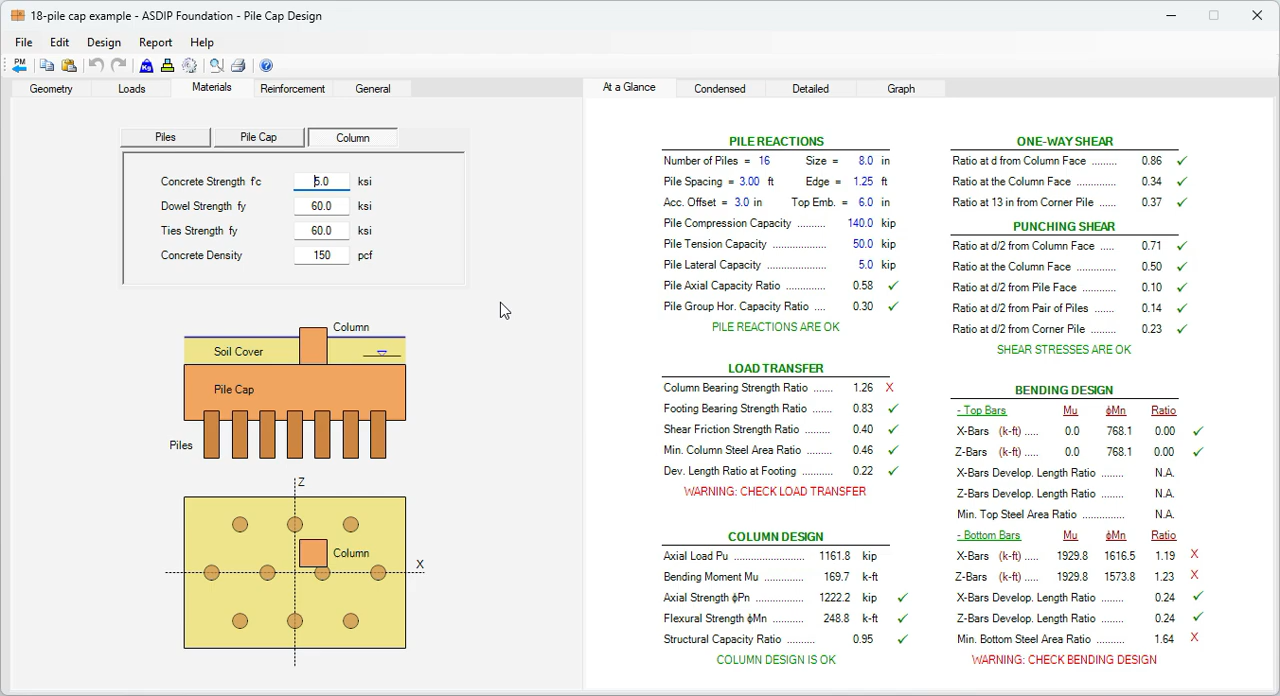 18-pile cap example - ASDIP Foundation - Pile Cap Design
File Edit Design Report Help
PM
Geometry Loads Materials Reinforcement General
Piles Pile Cap Column
Concrete Strength f'c 5.0 ksi
Dowel Strength fy 60.0 ksi
Ties Strength fy 60.0 ksi
Concrete Density 150 pcf
Column
Soil Cover
Pile Cap
Piles
Z
Column
X
At a Glance Condensed Detailed Graph
PILE REACTIONS
Number of Piles = 16 Size = 8.0 in
Pile Spacing = 3.00 ft Edge = 1.25 ft
Acc. Offset = 3.0 in Top Emb. = 6.0 in
Pile Compression Capacity .......... 140.0 kip
Pile Tension Capacity ................... 50.0 kip
Pile Lateral Capacity ..................... 5.0 kip
Pile Axial Capacity Ratio .............. 0.58 ✓
Pile Group Hor. Capacity Ratio .... 0.30 ✓
PILE REACTIONS ARE OK
LOAD TRANSFER
Column Bearing Strength Ratio ....... 1.26 X
Footing Bearing Strength Ratio ....... 0.83 ✓
Shear Friction Strength Ratio ......... 0.40 ✓
Min. Column Steel Area Ratio ........ 0.46 ✓
Dev. Length Ratio at Footing ........... 0.22 ✓
WARNING: CHECK LOAD TRANSFER
COLUMN DESIGN
Axial Load Pu ......................... 1161.8 kip
Bending Moment Mu ................ 169.7 k-ft
Axial Strength ϕPn .................. 1222.2 kip ✓
Flexural Strength ϕMn ............. 248.8 k-ft ✓
Structural Capacity Ratio .......... 0.95 ✓
COLUMN DESIGN IS OK
ONE-WAY SHEAR
Ratio at d from Column Face ......... 0.86 ✓
Ratio at the Column Face .............. 0.34 ✓
Ratio at 13 in from Corner Pile ...... 0.37 ✓
PUNCHING SHEAR
Ratio at d/2 from Column Face ..... 0.71 ✓
Ratio at the Column Face ............. 0.50 ✓
Ratio at d/2 from Pile Face ............ 0.10 ✓
Ratio at d/2 from Pair of Piles ....... 0.14 ✓
Ratio at d/2 from Corner Pile ......... 0.23 ✓
SHEAR STRESSES ARE OK
BENDING DESIGN
- Top Bars Mu ϕMn Ratio
X-Bars (k-ft) ..... 0.0 768.1 0.00 ✓
Z-Bars (k-ft) ..... 0.0 768.1 0.00 ✓
X-Bars Develop. Length Ratio ........ N.A.
Z-Bars Develop. Length Ratio ........ N.A.
Min. Top Steel Area Ratio .............. N.A.
- Bottom Bars Mu ϕMn Ratio
X-Bars (k-ft) ..... 1929.8 1616.5 1.19 X
Z-Bars (k-ft) ..... 1929.8 1573.8 1.23 X
X-Bars Develop. Length Ratio ........ 0.24 ✓
Z-Bars Develop. Length Ratio ........ 0.24 ✓
Min. Bottom Steel Area Ratio .......... 1.64 X
WARNING: CHECK BENDING DESIGN